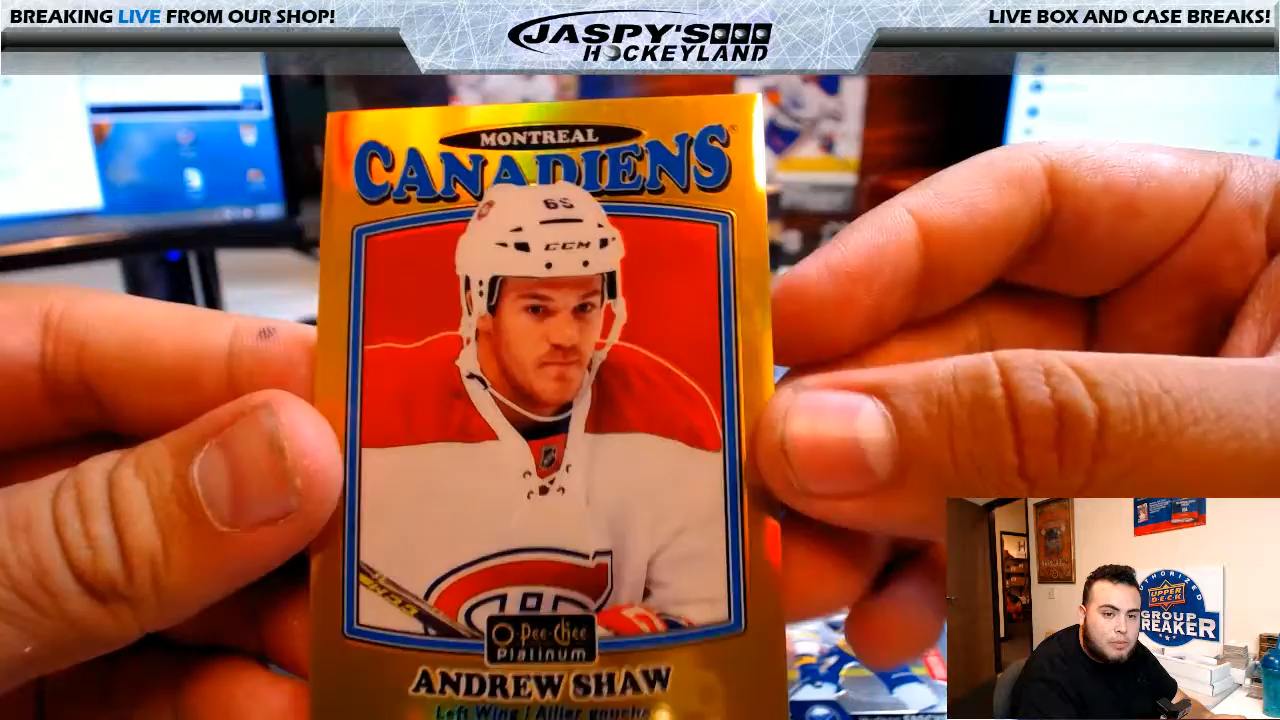 BREAKING LIVE FROM OUR SHOP!
JASPY'S
HOCKEYLAND
LIVE BOX AND CASE BREAKS!
MONTREAL
CANADIENS
65
CCM
O-Pee-Chee
Platinum
ANDREW SHAW
Left Wing | Ailier gauche
AUTHORIZED
UPPER DECK
GROUP
BREAKER